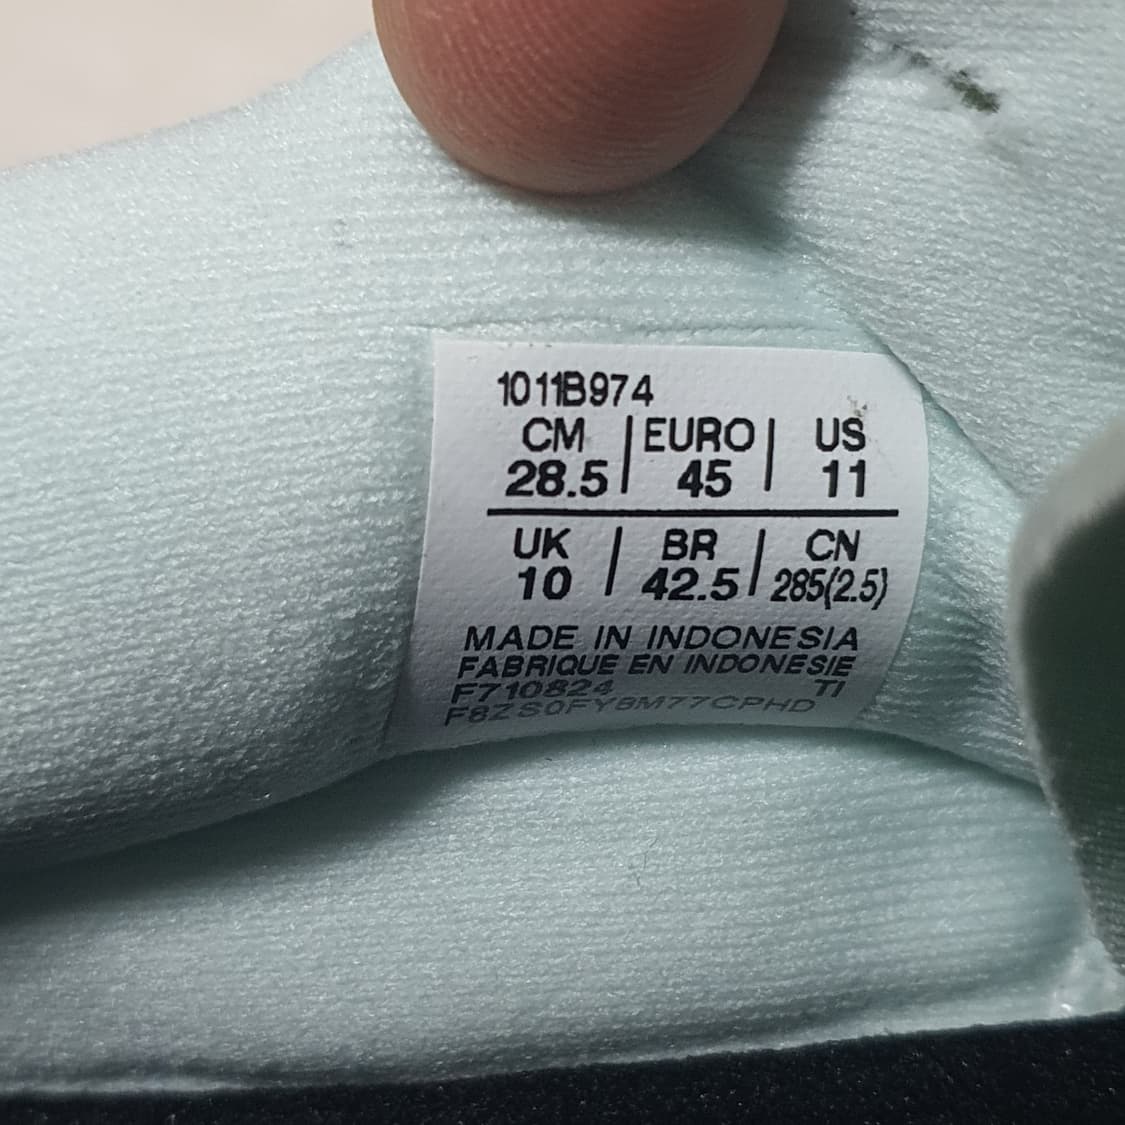 1011B974
CM | EURO | US
28.5 | 45 | 11
UK | BR | CN
10 | 42.5 | 285(2.5)
MADE IN INDONESIA
FABRIQUE EN INDONESIE
F710824 TI
F8ZS0FY8M77CPHD